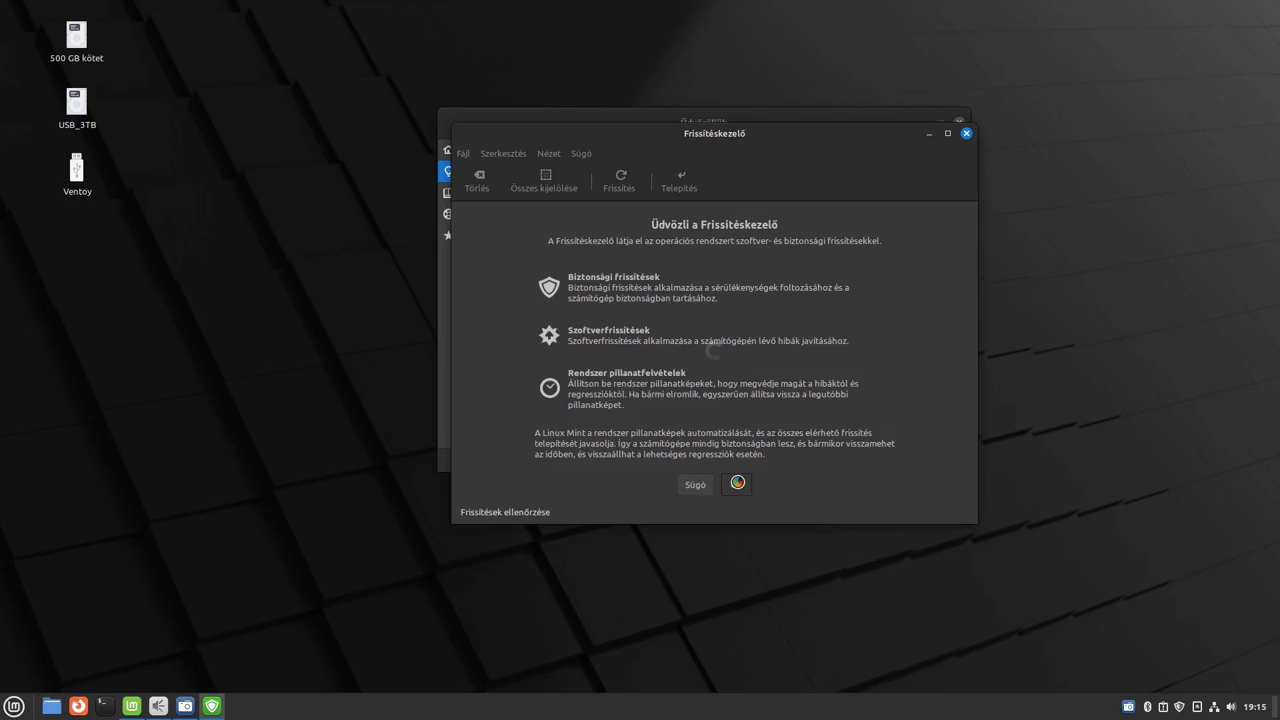 500 GB kötet
USB_3TB
Ventoy
Üdvözöljük
Frissítéskezelő
Fájl Szerkesztés Nézet Súgó
Törlés Összes kijelölése Frissítés Telepítés
Üdvözli a Frissítéskezelő
A Frissítéskezelő látja el az operációs rendszert szoftver- és biztonsági frissítésekkel.
Biztonsági frissítések
Biztonsági frissítések alkalmazása a sérülékenységek foltozásához és a
számítógép biztonságban tartásához.
Szoftverfrissítések
Szoftverfrissítések alkalmazása a számítógépén lévő hibák javításához.
Rendszer pillanatfelvételek
Állítson be rendszer pillanatképeket, hogy megvédje magát a hibáktól és
regresszióktól. Ha bármi elromlik, egyszerűen állítsa vissza a legutóbbi
pillanatképet.
A Linux Mint a rendszer pillanatképek automatizálását, és az összes elérhető frissítés
telepítését javasolja. Így a számítógépe mindig biztonságban lesz, és bármikor visszamehet
az időben, és visszaállhat a lehetséges regressziók esetén.
Súgó
Frissítések ellenőrzése
19:15